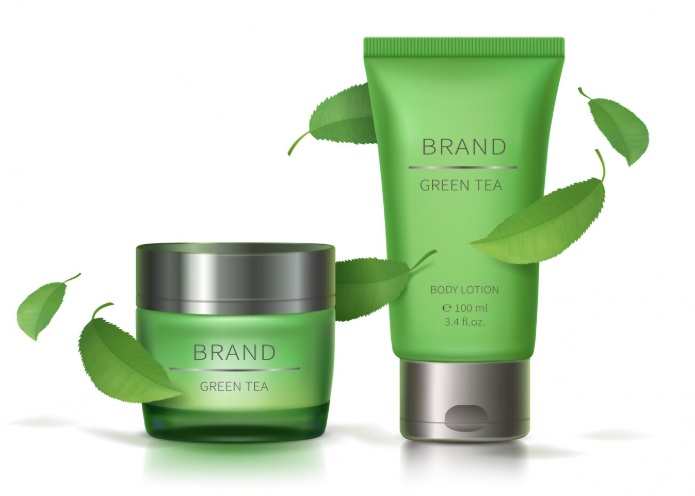 BRAND
GREEN TEA
BODY LOTION
℮ 100 ml
3.4 fl.oz.
BRAND
GREEN TEA